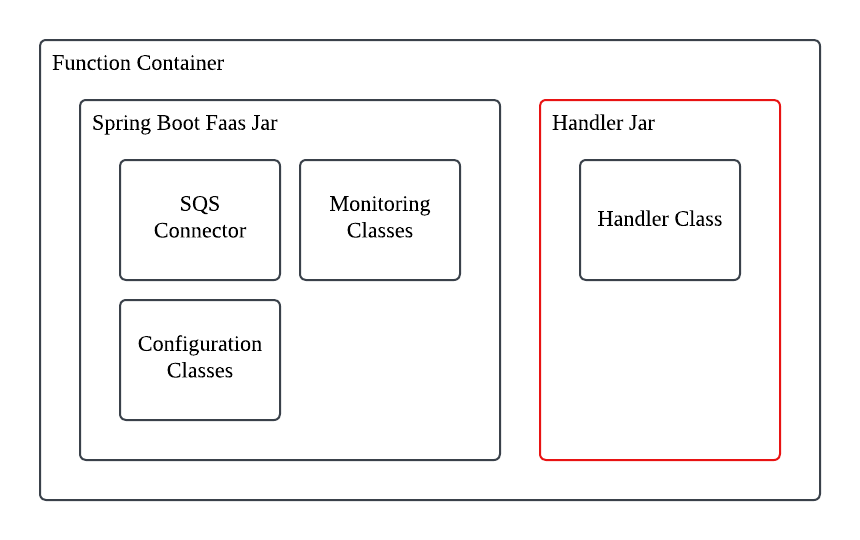 Function Container
Spring Boot Faas Jar
Handler Jar
SQS
Connector
Monitoring
Classes
Handler Class
Configuration
Classes